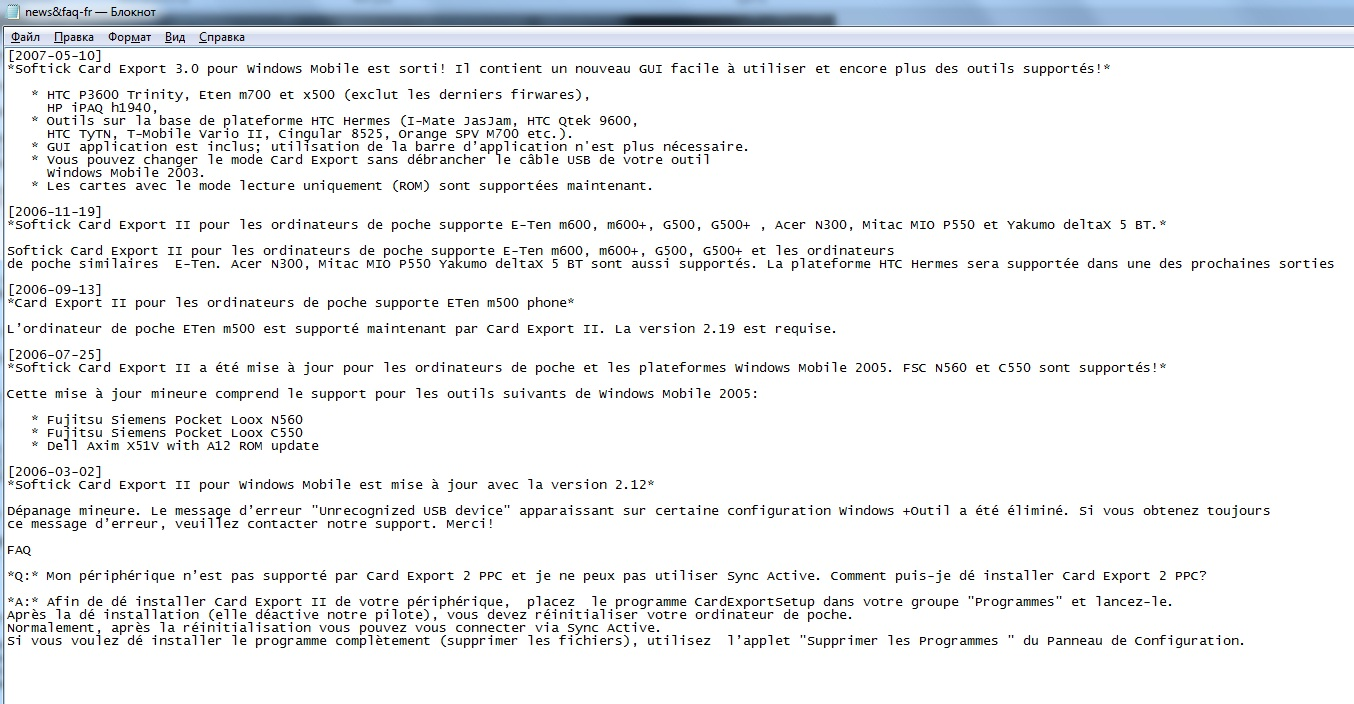 news&faq-fr — Блокнот
Файл Правка Формат Вид Справка
[2007-05-10]
*Softick Card Export 3.0 pour Windows Mobile est sorti! Il contient un nouveau GUI facile à utiliser et encore plus des outils supportés!*
* HTC P3600 Trinity, Eten m700 et x500 (exclut les derniers firwares),
HP iPAQ h1940,
* Outils sur la base de plateforme HTC Hermes (I-Mate JasJam, HTC Qtek 9600,
HTC TyTN, T-Mobile Vario II, Cingular 8525, Orange SPV M700 etc.).
* GUI application est inclus; utilisation de la barre d’application n'est plus nécessaire.
* Vous pouvez changer le mode Card Export sans débrancher le câble USB de votre outil
Windows Mobile 2003.
* Les cartes avec le mode lecture uniquement (ROM) sont supportées maintenant.
[2006-11-19]
*Softick Card Export II pour les ordinateurs de poche supporte E-Ten m600, m600+, G500, G500+ , Acer N300, Mitac MIO P550 et Yakumo deltaX 5 BT.*
Softick Card Export II pour les ordinateurs de poche supporte E-Ten m600, m600+, G500, G500+ et les ordinateurs
de poche similaires  E-Ten. Acer N300, Mitac MIO P550 Yakumo deltaX 5 BT sont aussi supportés. La plateforme HTC Hermes sera supportée dans une des prochaines sorties
[2006-09-13]
*Card Export II pour les ordinateurs de poche supporte ETen m500 phone*
L’ordinateur de poche ETen m500 est supporté maintenant par Card Export II. La version 2.19 est requise.
[2006-07-25]
*Softick Card Export II a été mise à jour pour les ordinateurs de poche et les plateformes Windows Mobile 2005. FSC N560 et C550 sont supportés!*
Cette mise à jour mineure comprend le support pour les outils suivants de Windows Mobile 2005:
* Fujitsu Siemens Pocket Loox N560
* Fujitsu Siemens Pocket Loox C550
* Dell Axim X51V with A12 ROM update
[2006-03-02]
*Softick Card Export II pour Windows Mobile est mise à jour avec la version 2.12*
Dépanage mineure. Le message d’erreur "Unrecognized USB device" apparaissant sur certaine configuration Windows +Outil a été éliminé. Si vous obtenez toujours
ce message d’erreur, veuillez contacter notre support. Merci!
FAQ
*Q:* Mon périphérique n’est pas supporté par Card Export 2 PPC et je ne peux pas utiliser Sync Active. Comment puis-je dé installer Card Export 2 PPC?
*A:* Afin de dé installer Card Export II de votre périphérique,  placez  le programme CardExportSetup dans votre groupe "Programmes" et lancez-le.
Après la dé installation (elle déactive notre pilote), vous devez réinitialiser votre ordinateur de poche.
Normalement, après la réinitialisation vous pouvez vous connecter via Sync Active.
Si vous voulez dé installer le programme complètement (supprimer les fichiers), utilisez  l’applet "Supprimer les Programmes " du Panneau de Configuration.